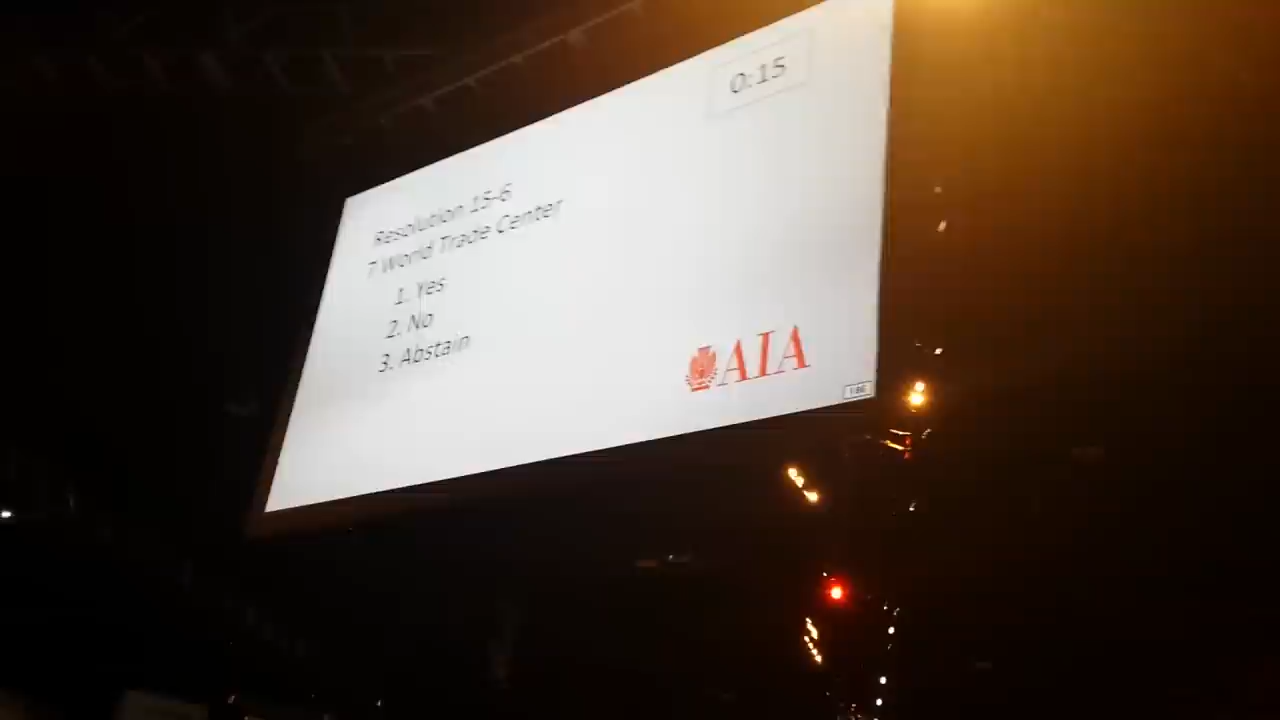 0:15
Resolution 15-6
7 World Trade Center
1. Yes
2. No
3. Abstain
AIA